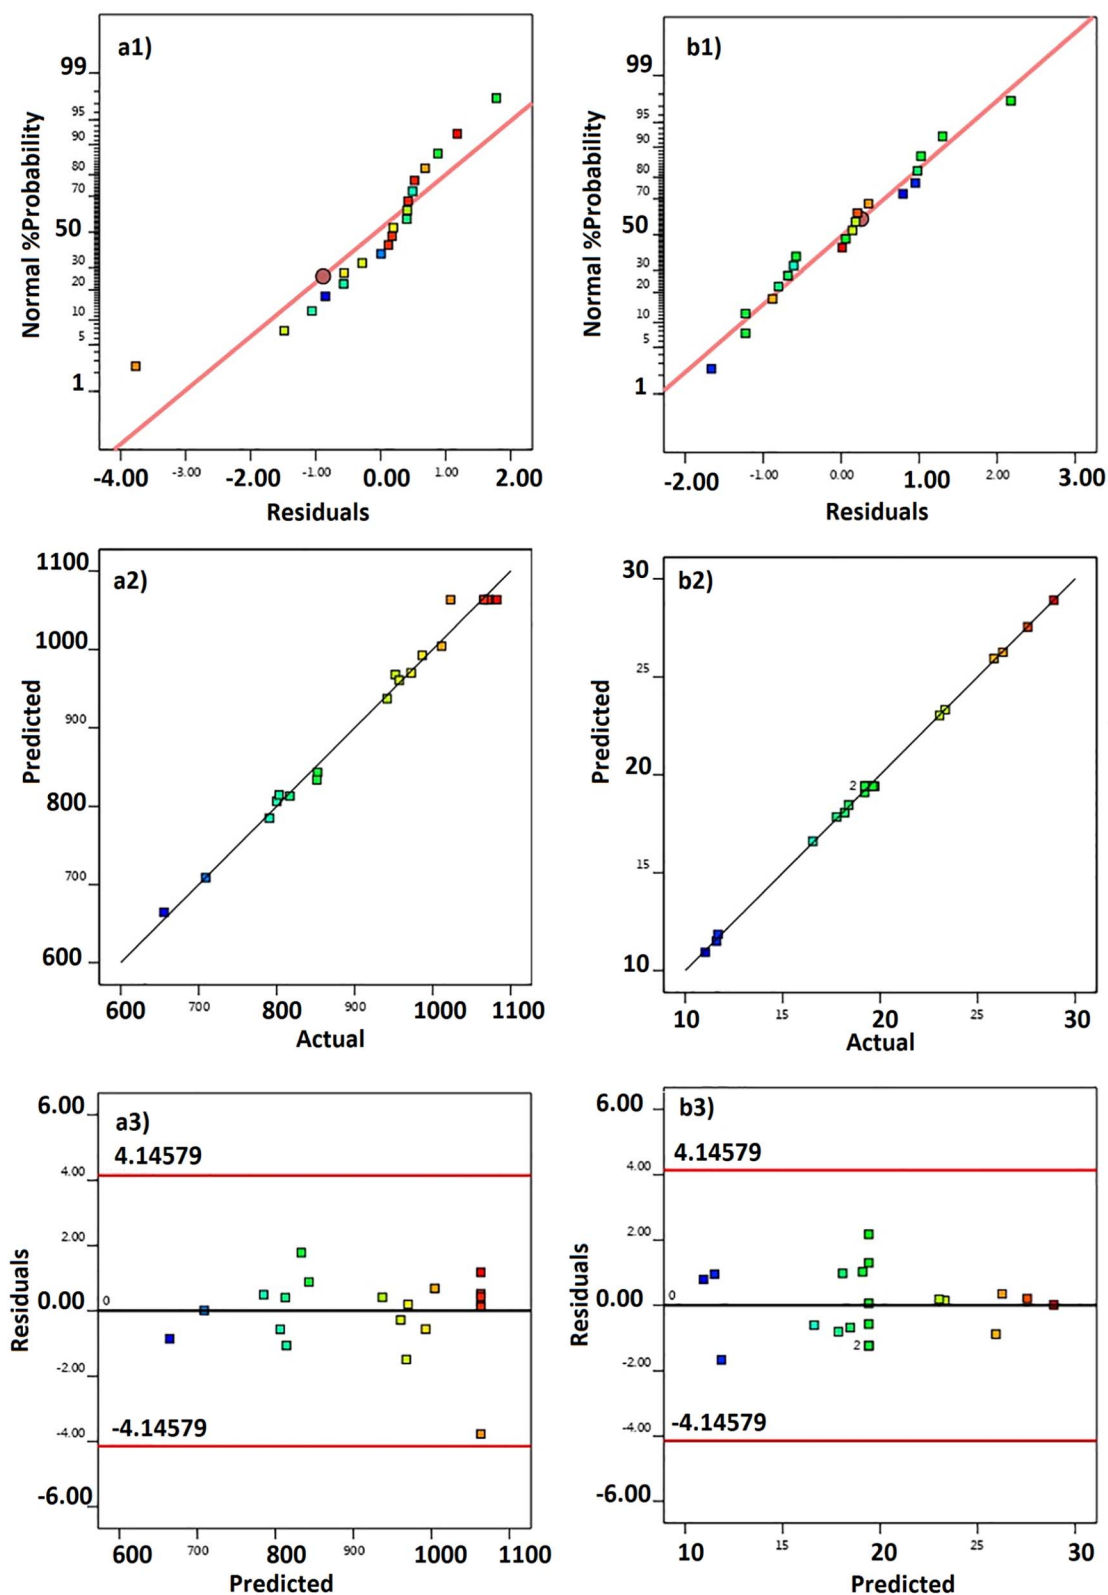 a1)
Normal %Probability
99
95
90
80
70
50
30
20
10
5
1
-4.00 -3.00 -2.00 -1.00 0.00 1.00 2.00
Residuals
b1)
Normal %Probability
99
95
90
80
70
50
30
20
10
5
1
-2.00 -1.00 0.00 1.00 2.00 3.00
Residuals
a2)
Predicted
1100
1000
900
800
700
600
600 700 800 900 1000 1100
Actual
b2)
Predicted
30
25
20
15
10
2
10 15 20 25 30
Actual
a3)
4.14579
Residuals
6.00
4.00
2.00
0.00
0
-2.00
-4.00
-6.00
-4.14579
600 700 800 900 1000 1100
Predicted
b3)
4.14579
Residuals
6.00
4.00
2.00
0.00
0
2
-2.00
-4.00
-6.00
-4.14579
10 15 20 25 30
Predicted